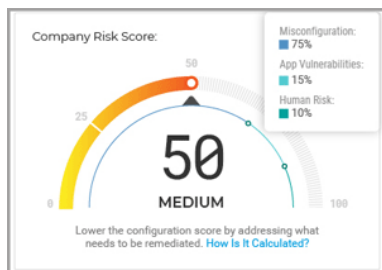 Company Risk Score:
Misconfiguration:
75%
App Vulnerabilities:
15%
Human Risk:
10%
50
25
0
100
50
MEDIUM
Lower the configuration score by addressing what
needs to be remediated. How Is It Calculated?